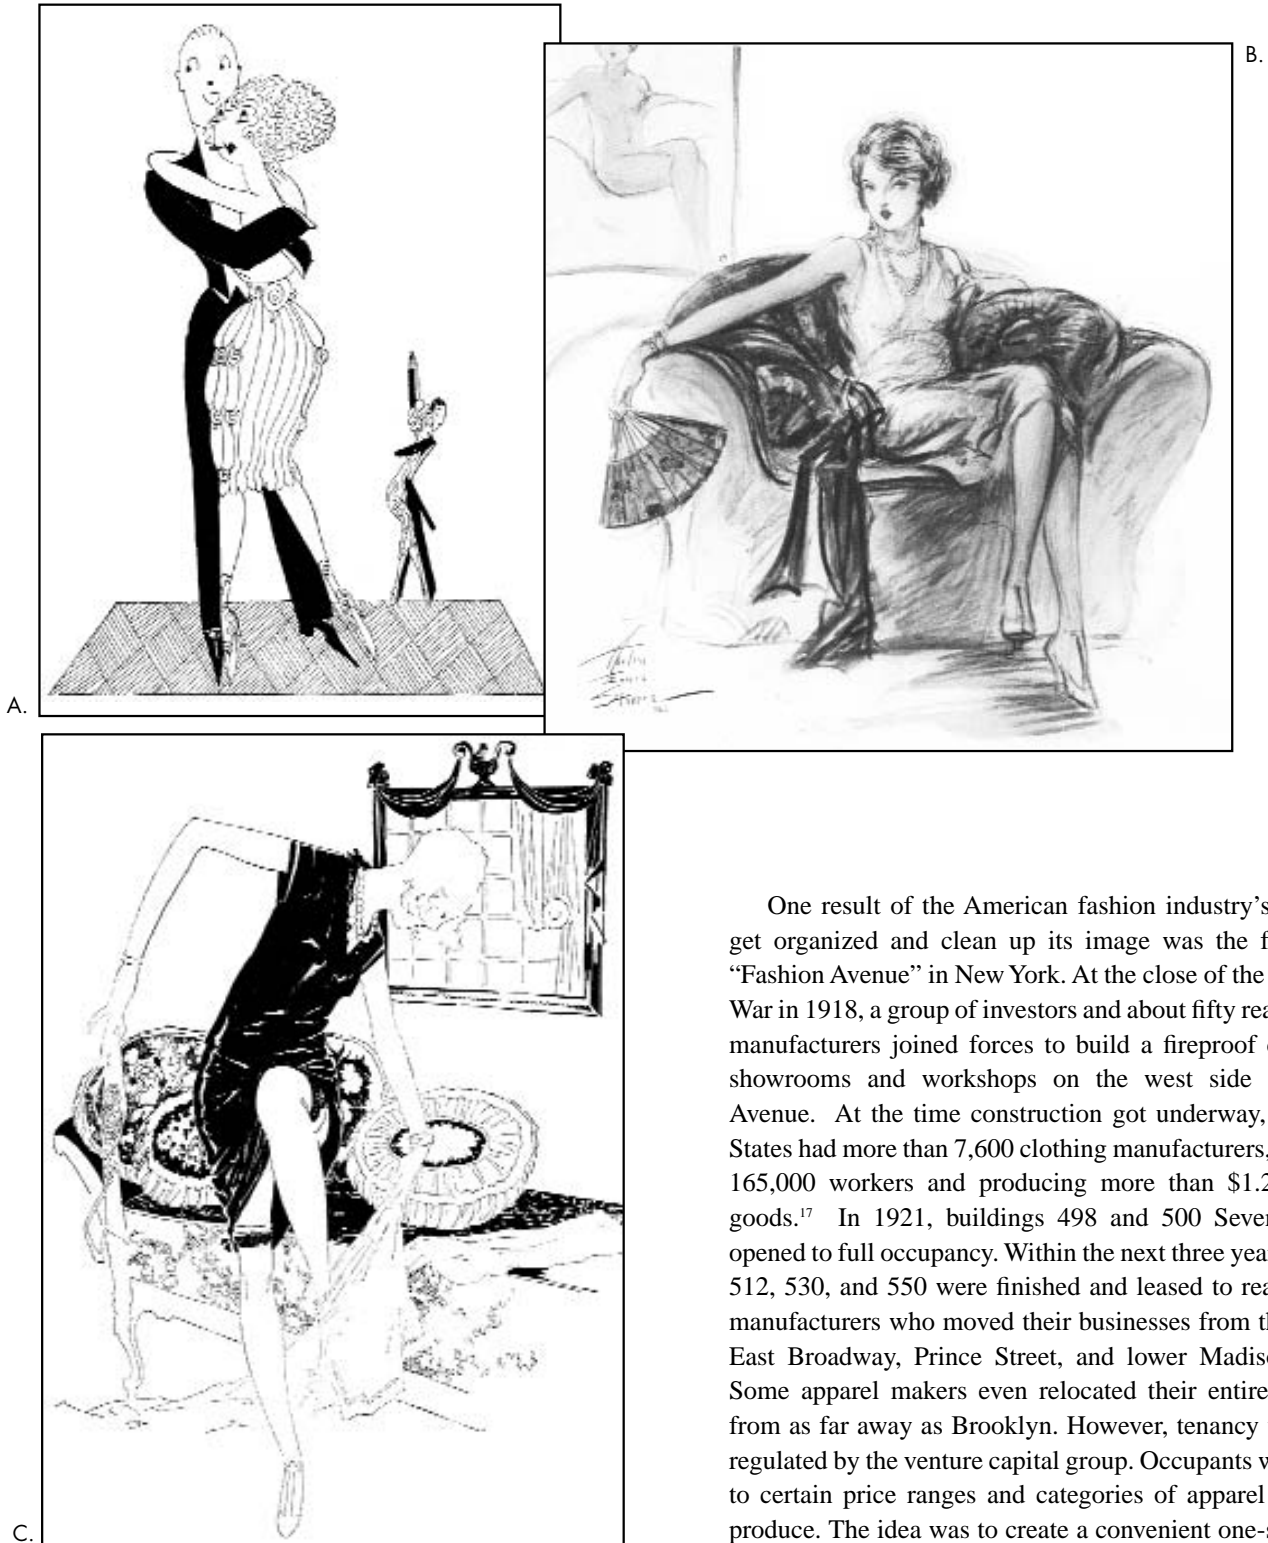 A.
B.
C.
One result of the American fashion industry's
get organized and clean up its image was the f
“Fashion Avenue” in New York. At the close of the
War in 1918, a group of investors and about fifty rea
manufacturers joined forces to build a fireproof
showrooms and workshops on the west side
Avenue. At the time construction got underway,
States had more than 7,600 clothing manufacturers,
165,000 workers and producing more than $1.2
goods.17 In 1921, buildings 498 and 500 Seven
opened to full occupancy. Within the next three year
512, 530, and 550 were finished and leased to rea
manufacturers who moved their businesses from th
East Broadway, Prince Street, and lower Madiso
Some apparel makers even relocated their entire
from as far away as Brooklyn. However, tenancy
regulated by the venture capital group. Occupants w
to certain price ranges and categories of apparel
produce. The idea was to create a convenient one-s